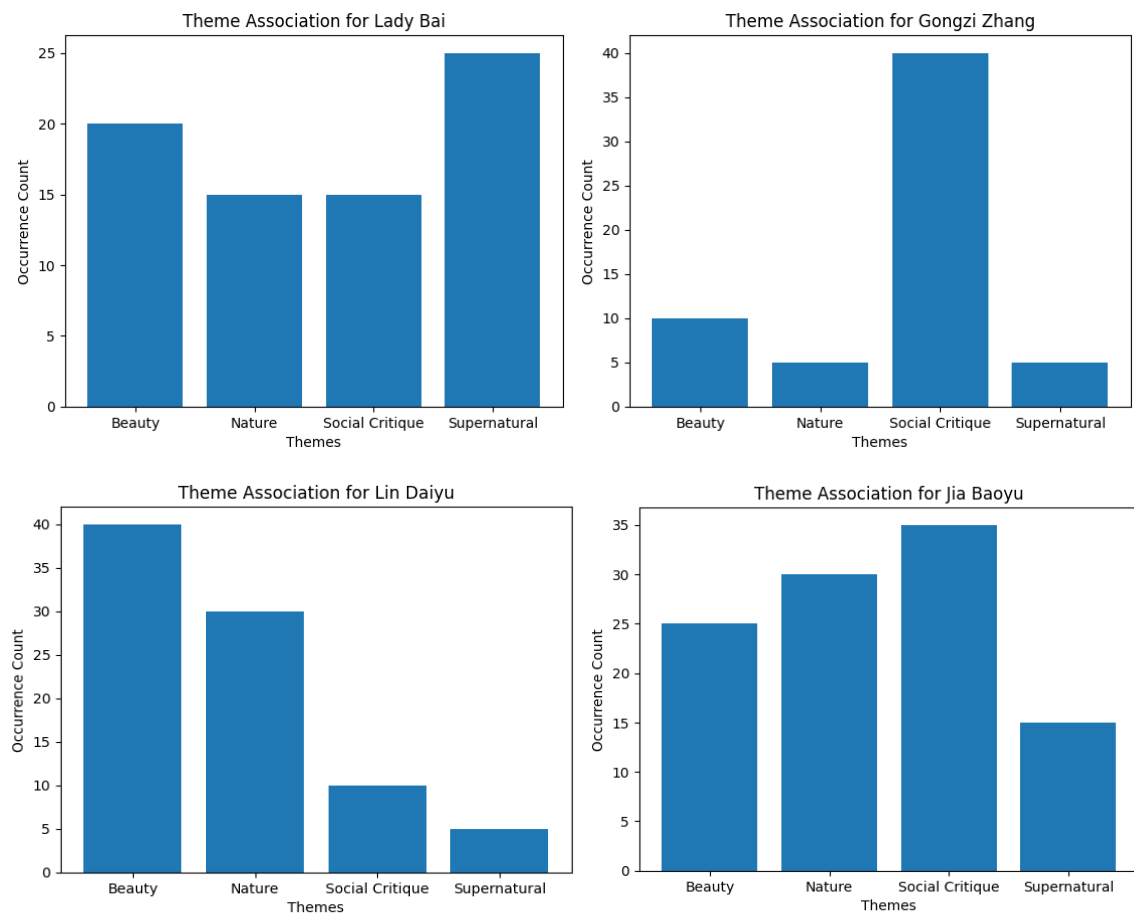 Theme Association for Lady Bai
25
20
15
10
5
0
Occurrence Count
Beauty Nature Social Critique Supernatural
Themes
Theme Association for Gongzi Zhang
40
35
30
25
20
15
10
5
0
Occurrence Count
Beauty Nature Social Critique Supernatural
Themes
Theme Association for Lin Daiyu
40
35
30
25
20
15
10
5
0
Occurrence Count
Beauty Nature Social Critique Supernatural
Themes
Theme Association for Jia Baoyu
35
30
25
20
15
10
5
0
Occurrence Count
Beauty Nature Social Critique Supernatural
Themes